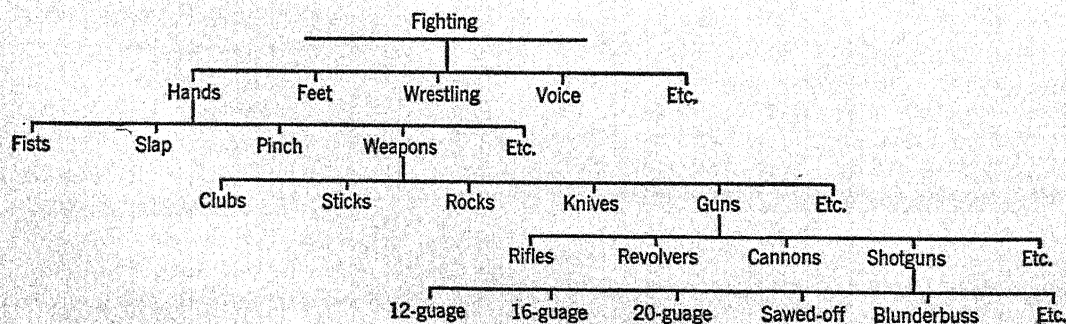 Fighting
Hands Feet Wrestling Voice Etc.
Fists Slap Pinch Weapons Etc.
Clubs Sticks Rocks Knives Guns Etc.
Rifles Revolvers Cannons Shotguns Etc.
12-guage 16-guage 20-guage Sawed-off Blunderbuss Etc.